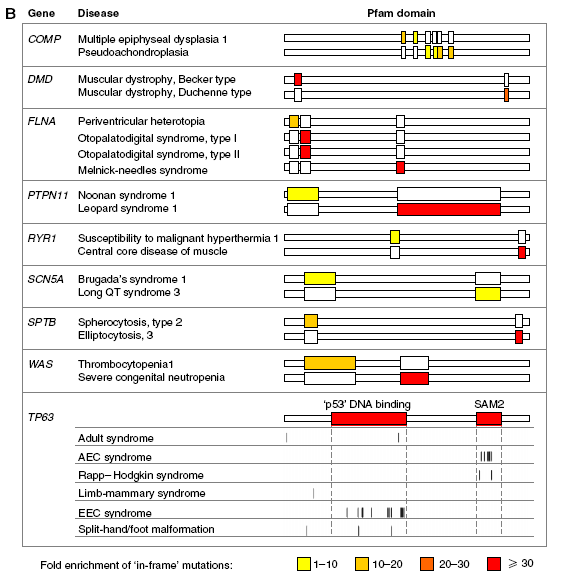 B Gene Disease Pfam domain
COMP Multiple epiphyseal dysplasia 1
Pseudoachondroplasia
DMD Muscular dystrophy, Becker type
Muscular dystrophy, Duchenne type
FLNA Periventricular heterotopia
Otopalatodigital syndrome, type I
Otopalatodigital syndrome, type II
Melnick-needles syndrome
PTPN11 Noonan syndrome 1
Leopard syndrome 1
RYR1 Susceptibility to malignant hyperthermia 1
Central core disease of muscle
SCN5A Brugada's syndrome 1
Long QT syndrome 3
SPTB Spherocytosis, type 2
Elliptocytosis, 3
WAS Thrombocytopenia1
Severe congenital neutropenia
'p53' DNA binding SAM2
TP63
Adult syndrome
AEC syndrome
Rapp–Hodgkin syndrome
Limb-mammary syndrome
EEC syndrome
Split-hand/foot malformation
Fold enrichment of 'in-frame' mutations: 1–10 10–20 20–30 ⩾ 30